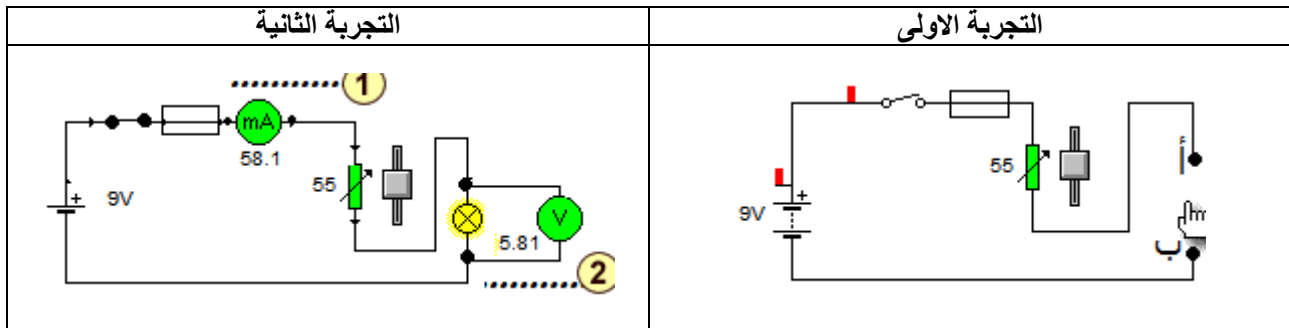 التجربة الاولى
التجربة الثانية
55
9V
+
أ
ب
1
mA
58.1
55
9V
+
V
5.81
2